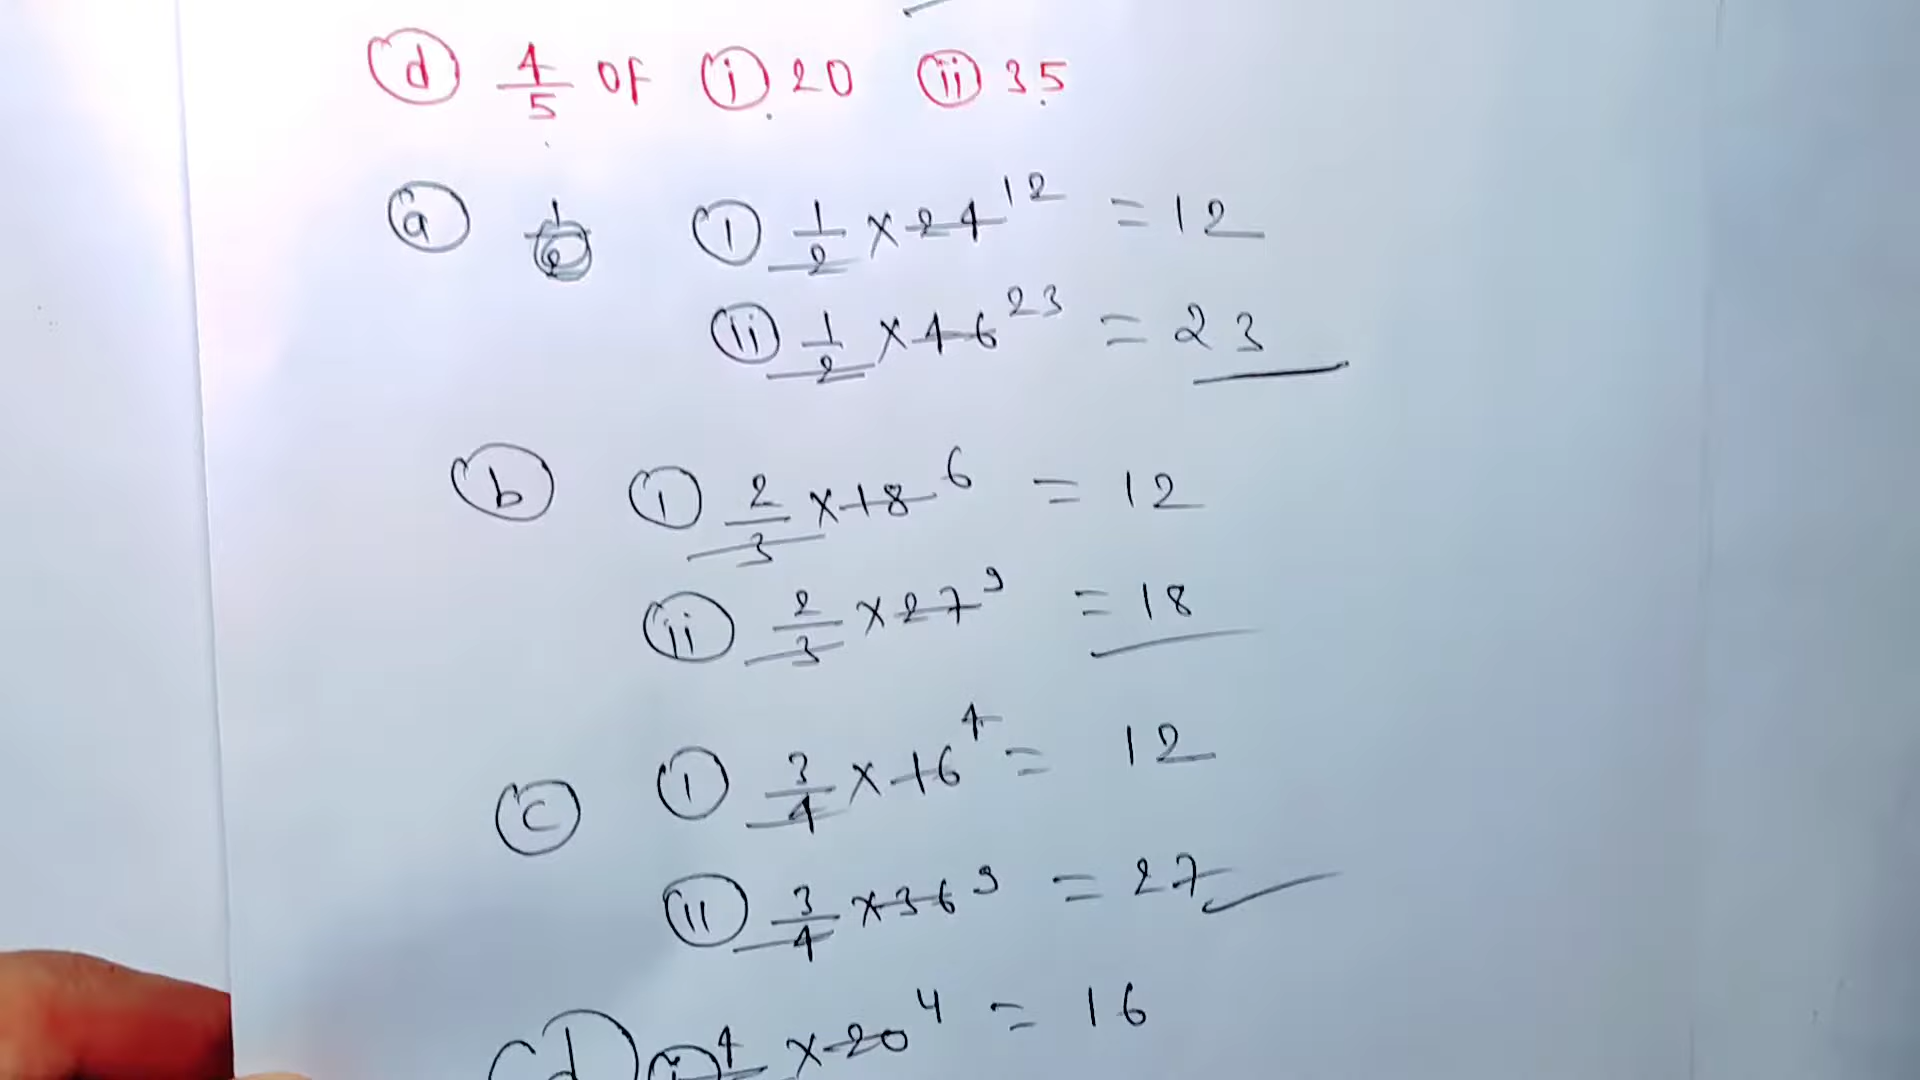 (d) 4/5 of (i) 20 (ii) 35
(a) 1/2 (i) 1/2 × 24 12 = 12
(ii) 1/2 × 46 23 = 23
(b) (i) 2/3 × 18 6 = 12
(ii) 2/3 × 27 9 = 18
(c) (i) 3/4 × 16 4 = 12
(ii) 3/4 × 36 9 = 27
(d) (i) 4 × 20 4 = 16